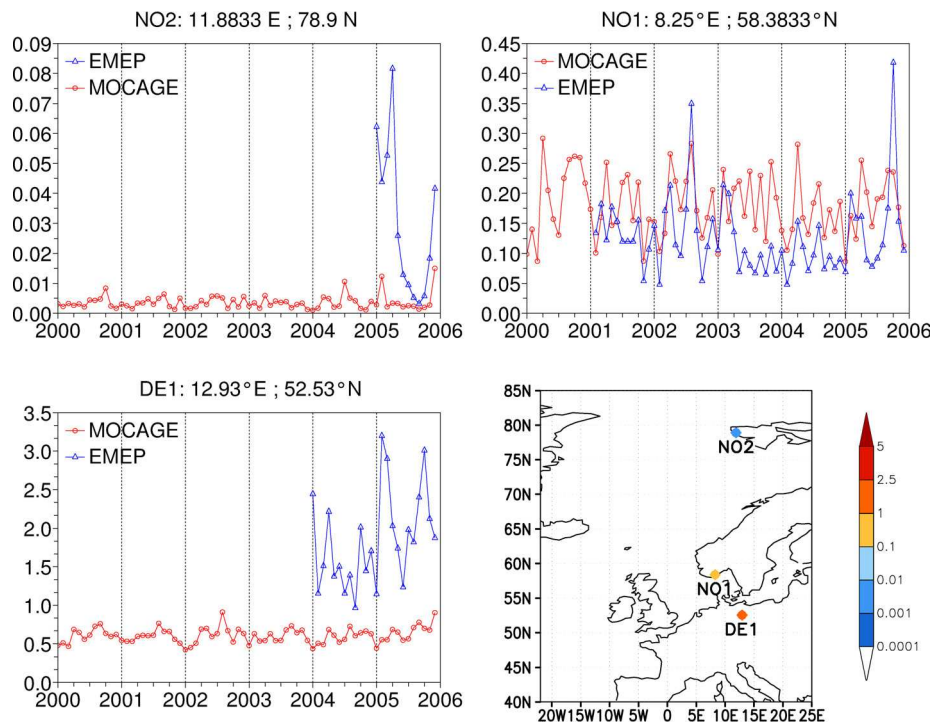 NO2: 11.8833 E ; 78.9 N
0.09
0.08
0.07
0.06
0.05
0.04
0.03
0.02
0.01
0.00
EMEP
MOCAGE
2000 2001 2002 2003 2004 2005 2006
NO1: 8.25°E ; 58.3833°N
0.45
0.40
0.35
0.30
0.25
0.20
0.15
0.10
0.05
0.00
MOCAGE
EMEP
2000 2001 2002 2003 2004 2005 2006
DE1: 12.93°E ; 52.53°N
3.5
3.0
2.5
2.0
1.5
1.0
0.5
0.0
MOCAGE
EMEP
2000 2001 2002 2003 2004 2005 2006
85N
80N
75N
70N
65N
60N
55N
50N
45N
40N
NO2
NO1
DE1
20W 15W 10W 5W 0 5E 10E 15E 20E 25E
5
2.5
1
0.1
0.01
0.001
0.0001